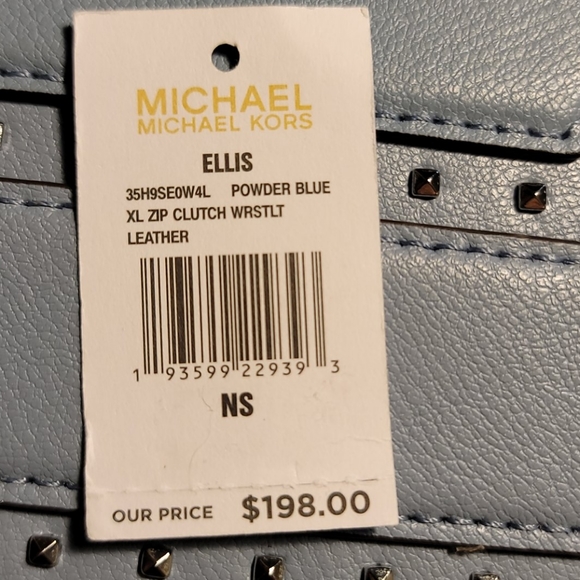 MICHAEL
MICHAEL KORS
ELLIS
35H9SE0W4L POWDER BLUE
XL ZIP CLUTCH WRSTLT
LEATHER
1 93599 22939 3
NS
OUR PRICE $198.00